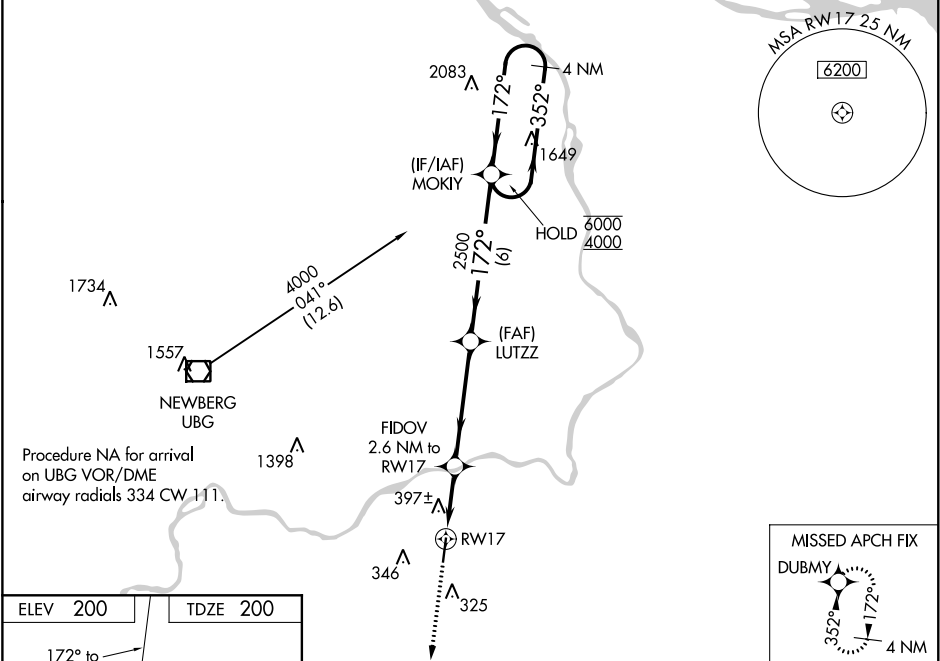 MSA RW17 25 NM
6200
2083
4 NM
172°
352°
1649
(IF/IAF)
MOKIY
HOLD
6000
4000
2500
172°
(6)
4000
041°
(12.6)
1734
1557
NEWBERG
UBG
(FAF)
LUTZZ
FIDOV
2.6 NM to
RW17
1398
Procedure NA for arrival
on UBG VOR/DME
airway radials 334 CW 111.
397±
RW17
346
325
MISSED APCH FIX
DUBMY
352°
172°
4 NM
ELEV 200
TDZE 200
172° to